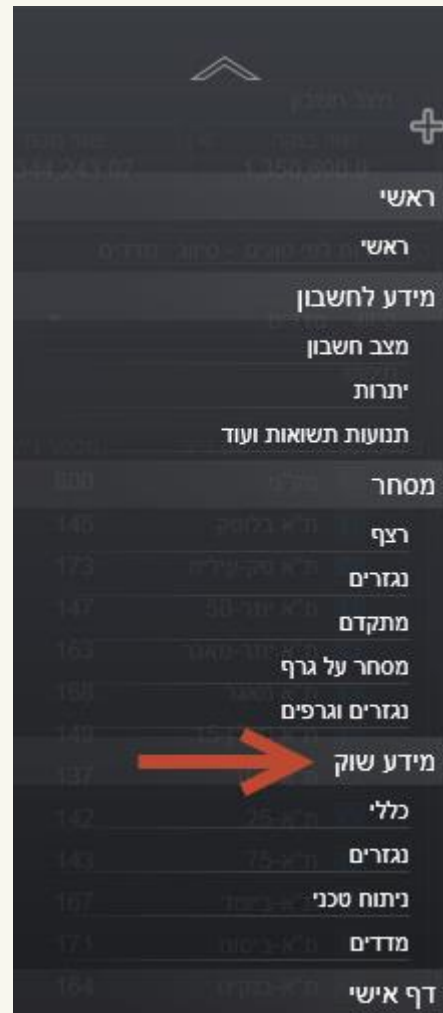 ראשי
ראשי
מידע לחשבון
מצב חשבון
יתרות
תנועות תשואות ועוד
מסחר
רצף
נגזרים
מתקדם
מסחר על גרף
נגזרים וגרפים
מידע שוק
כללי
נגזרים
ניתוח טכני
מדדים
דף אישי